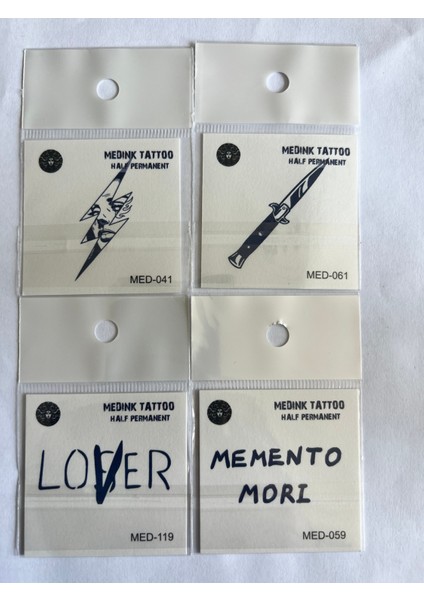 MEDINK TATTOO
HALF PERMANENT
MED-041
MEDINK TATTOO
HALF PERMANENT
MED-061
MEDINK TATTOO
HALF PERMANENT
LOVER
MED-119
MEDINK TATTOO
HALF PERMANENT
MEMENTO
MORI
MED-059